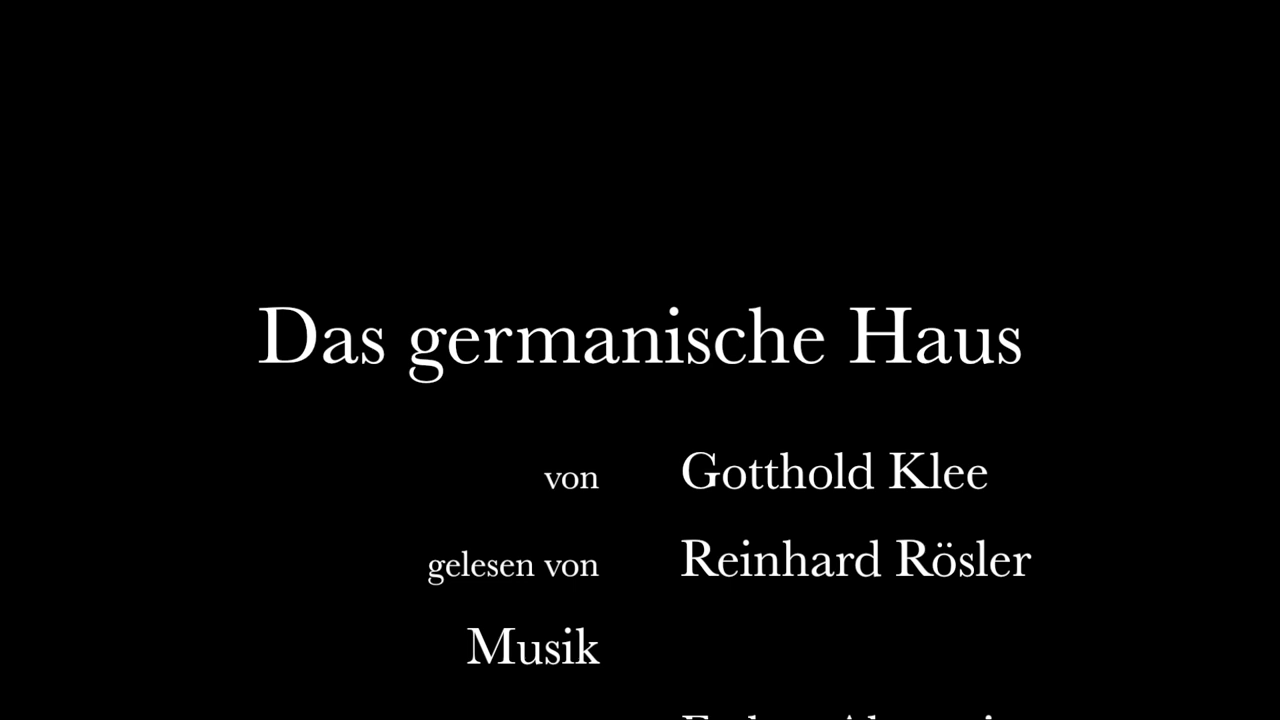 Das germanische Haus
von Gotthold Klee
gelesen von Reinhard Rösler
Musik